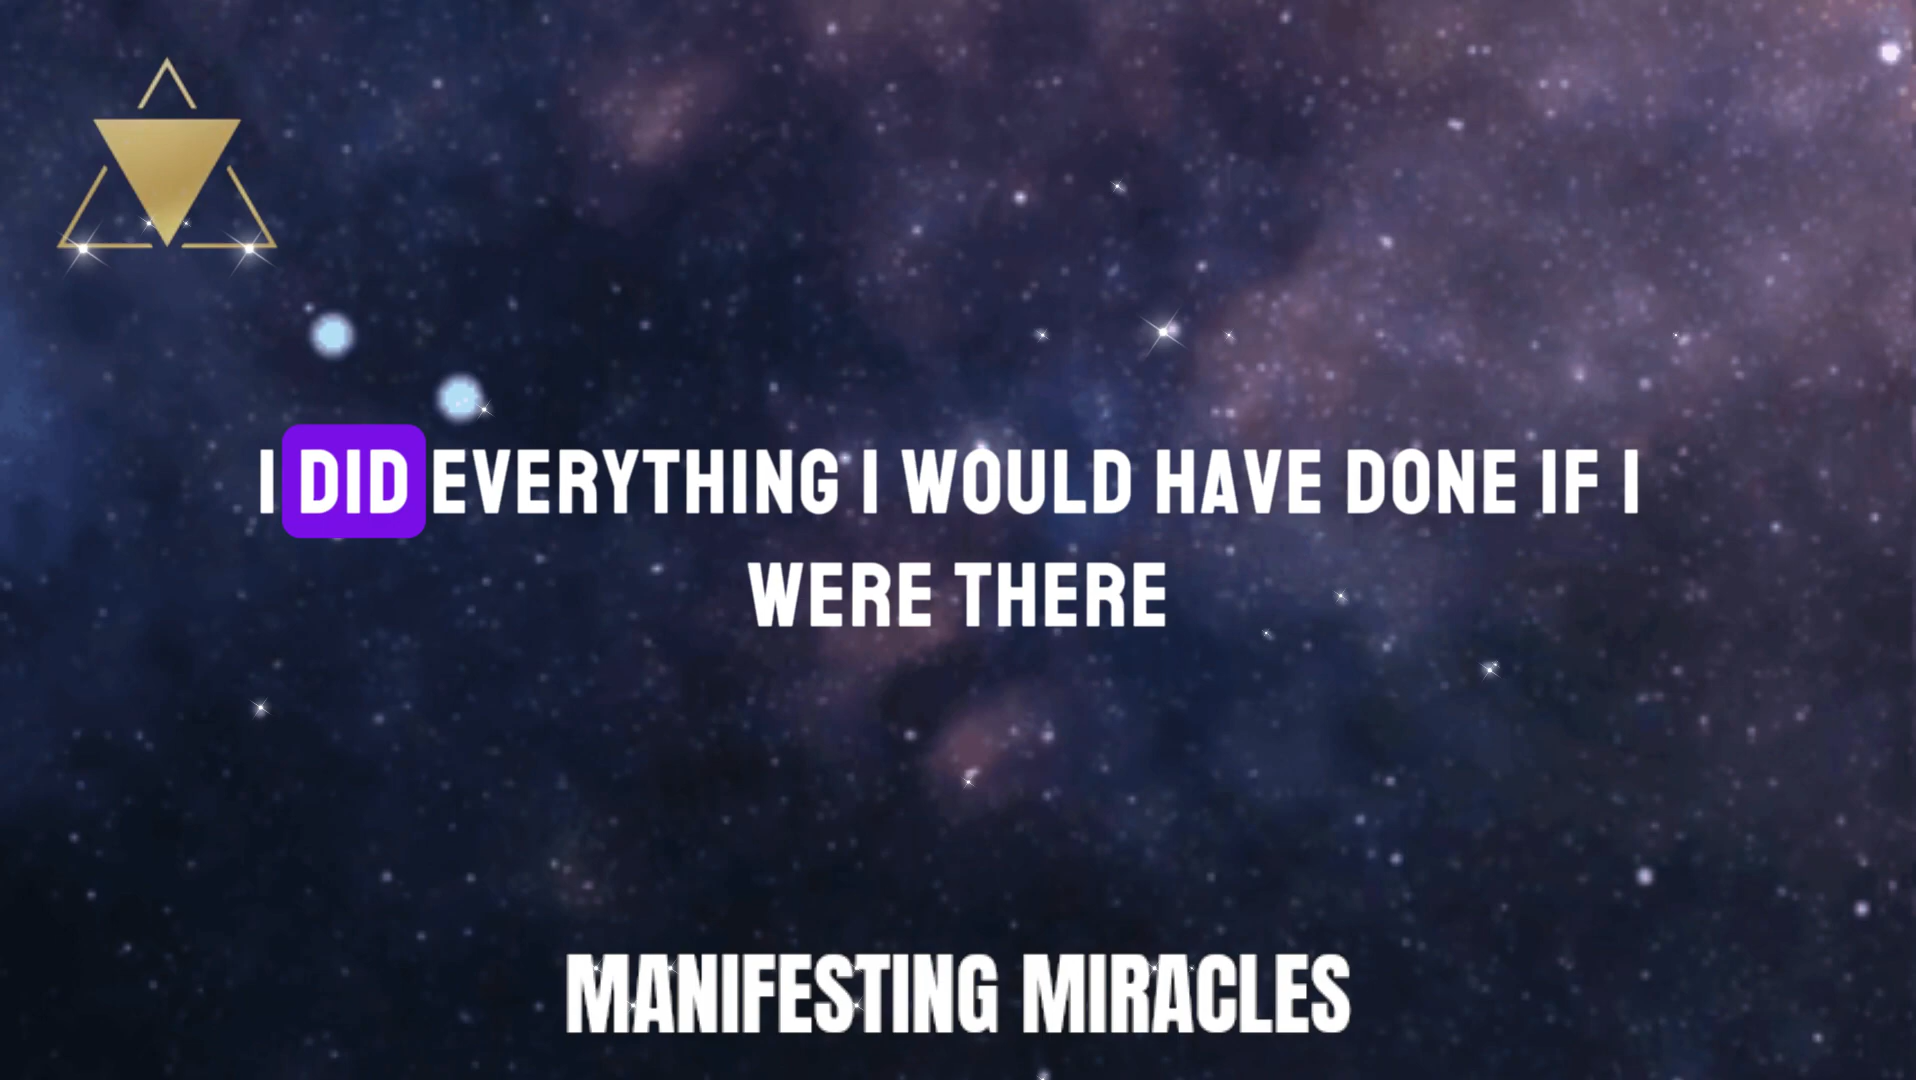 I DID EVERYTHING I WOULD HAVE DONE IF I
WERE THERE
MANIFESTING MIRACLES